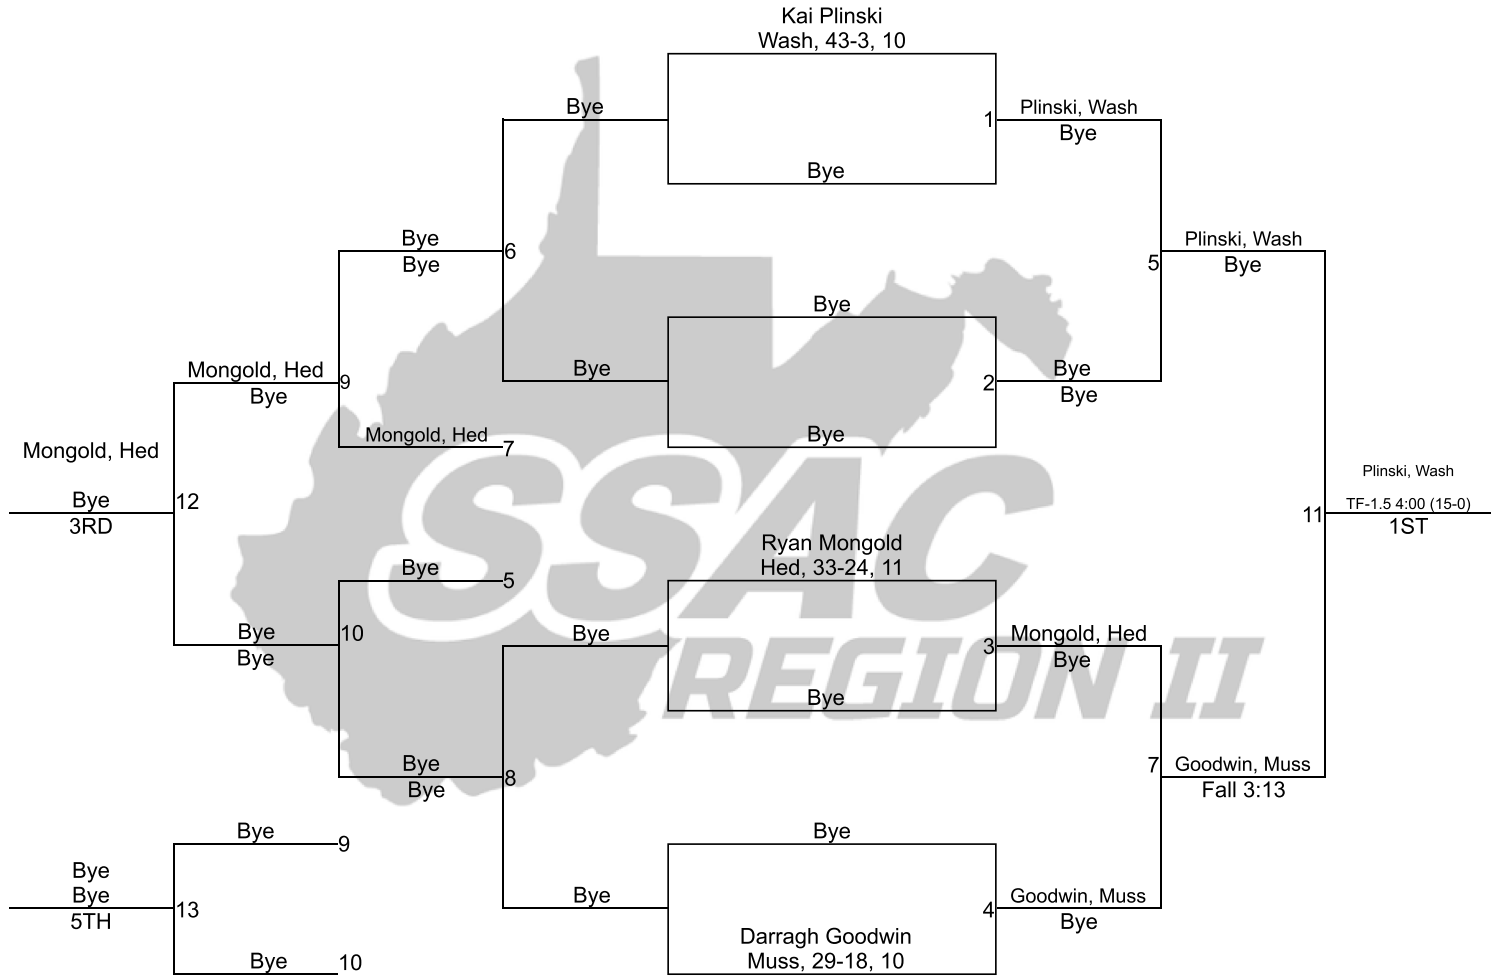 Kai Plinski
Wash, 43-3, 10
Bye
1
Plinski, Wash
Bye
Bye
Bye
Bye
6
Plinski, Wash
5
Bye
Bye
Mongold, Hed
9
Bye
Bye
2
Bye
Bye
Bye
Mongold, Hed
7
Mongold, Hed
Bye
12
3RD
Plinski, Wash
TF-1.5 4:00 (15-0)
11
1ST
SSAC
REGION II
Ryan Mongold
Hed, 33-24, 11
Bye
5
Bye
10
Bye
Bye
3
Mongold, Hed
Bye
Bye
Bye
8
Bye
7
Goodwin, Muss
Fall 3:13
Bye
9
Bye
Bye
Bye
13
5TH
Bye
4
Goodwin, Muss
Bye
Darragh Goodwin
Muss, 29-18, 10
Bye
10